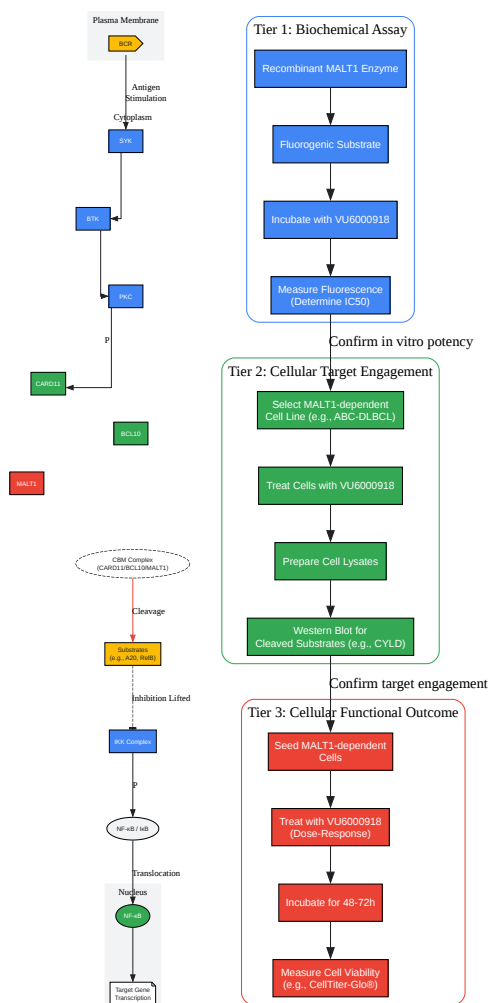 Plasma Membrane
BCR
Antigen
Stimulation
Cytoplasm
SYK
BTK
PKC
P
CARD11
BCL10
MALT1
CBM Complex
(CARD11/BCL10/MALT1)
Cleavage
Substrates
(e.g., A20, RelB)
Inhibition Lifted
IKK Complex
P
NF-κB / IκB
Translocation
Nucleus
NF-κB
Target Gene
Transcription
Tier 1: Biochemical Assay
Recombinant MALT1 Enzyme
Fluorogenic Substrate
Incubate with VU6000918
Measure Fluorescence
(Determine IC50)
Confirm in vitro potency
Tier 2: Cellular Target Engagement
Select MALT1-dependent
Cell Line (e.g., ABC-DLBCL)
Treat Cells with VU6000918
Prepare Cell Lysates
Western Blot for
Cleaved Substrates (e.g., CYLD)
Confirm target engagement
Tier 3: Cellular Functional Outcome
Seed MALT1-dependent
Cells
Treat with VU6000918
(Dose-Response)
Incubate for 48-72h
Measure Cell Viability
(e.g., CellTiter-Glo®)